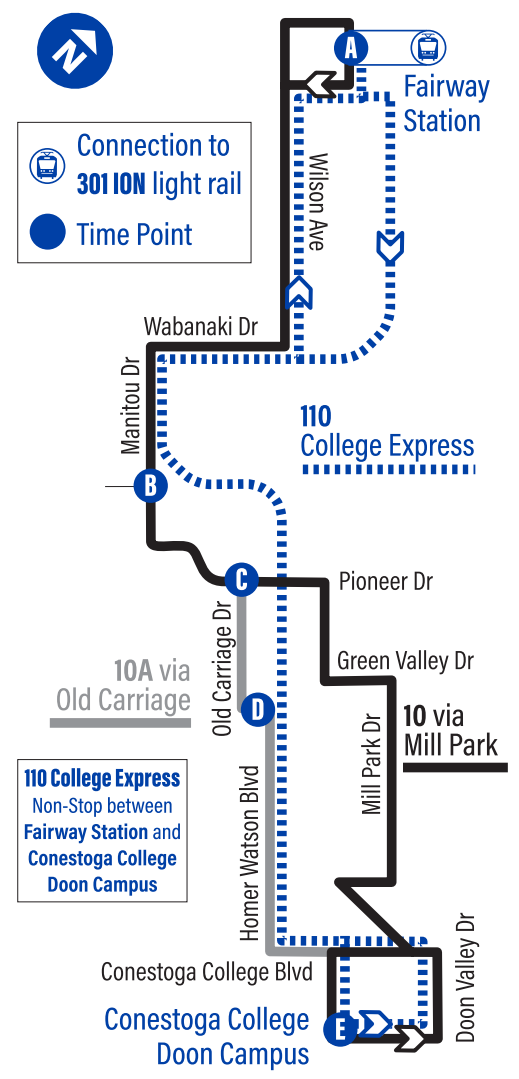 N
A
Fairway
Station
Connection to
301 ION light rail
Time Point
Wilson Ave
Wabanaki Dr
Manitou Dr
110
College Express
B
C
Pioneer Dr
Old Carriage Dr
Green Valley Dr
10A via
Old Carriage
D
10 via
Mill Park
Mill Park Dr
110 College Express
Non-Stop between
Fairway Station and
Conestoga College
Doon Campus
Homer Watson Blvd
Doon Valley Dr
Conestoga College Blvd
Conestoga College
Doon Campus
E